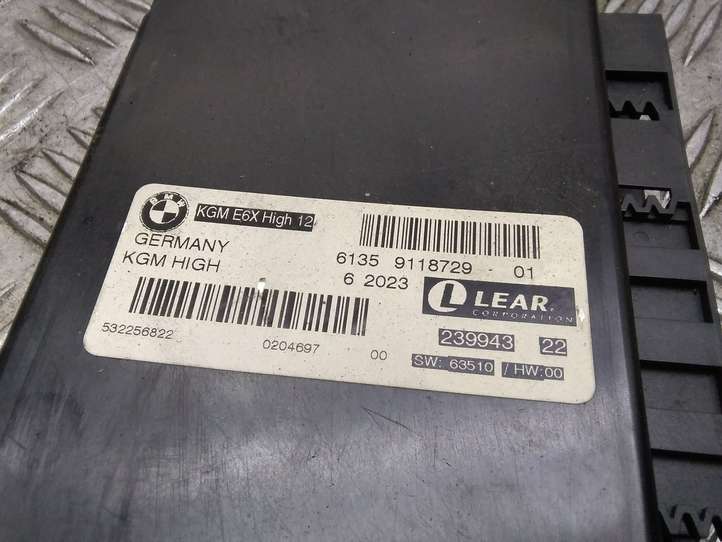 BMW
KGM E6X High 12
GERMANY
KGM HIGH
6135 9118729 01
6 2023
LEAR.
CORPORATION
532256822
0204697 00
239943 22
SW: 63510 / HW:00